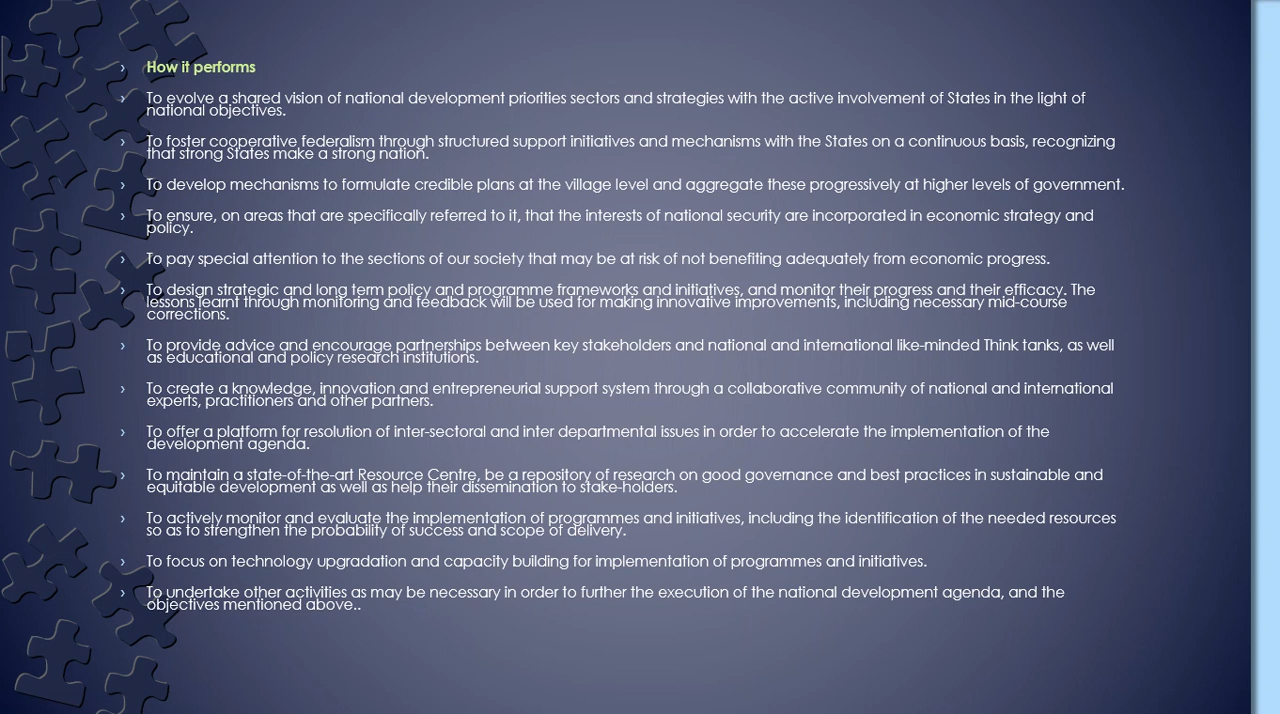 › How it performs
› To evolve a shared vision of national development priorities sectors and strategies with the active involvement of States in the light of
national objectives.
› To foster cooperative federalism through structured support initiatives and mechanisms with the States on a continuous basis, recognizing
that strong States make a strong nation.
› To develop mechanisms to formulate credible plans at the village level and aggregate these progressively at higher levels of government.
› To ensure, on areas that are specifically referred to it, that the interests of national security are incorporated in economic strategy and
policy.
› To pay special attention to the sections of our society that may be at risk of not benefiting adequately from economic progress.
› To design strategic and long term policy and programme frameworks and initiatives, and monitor their progress and their efficacy. The
lessons learnt through monitoring and feedback will be used for making innovative improvements, including necessary mid-course
corrections.
› To provide advice and encourage partnerships between key stakeholders and national and international like-minded Think tanks, as well
as educational and policy research institutions.
› To create a knowledge, innovation and entrepreneurial support system through a collaborative community of national and international
experts, practitioners and other partners.
› To offer a platform for resolution of inter-sectoral and inter departmental issues in order to accelerate the implementation of the
development agenda.
› To maintain a state-of-the-art Resource Centre, be a repository of research on good governance and best practices in sustainable and
equitable development as well as help their dissemination to stake-holders.
› To actively monitor and evaluate the implementation of programmes and initiatives, including the identification of the needed resources
so as to strengthen the probability of success and scope of delivery.
› To focus on technology upgradation and capacity building for implementation of programmes and initiatives.
› To undertake other activities as may be necessary in order to further the execution of the national development agenda, and the
objectives mentioned above..